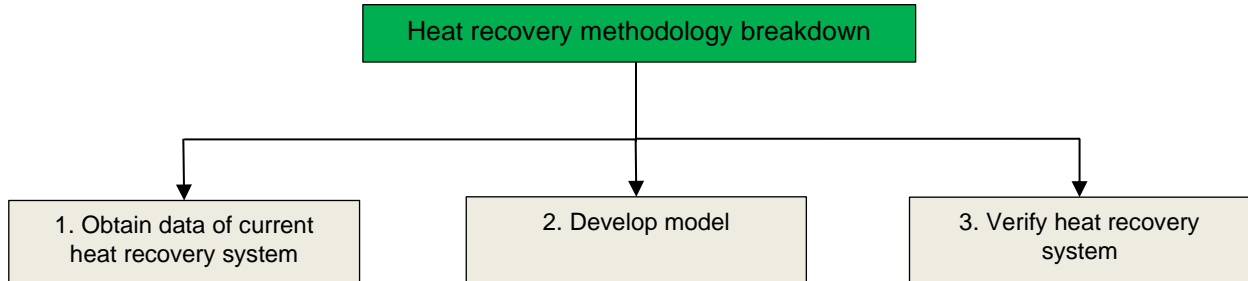 Heat recovery methodology breakdown
1. Obtain data of current
heat recovery system
2. Develop model
3. Verify heat recovery
system